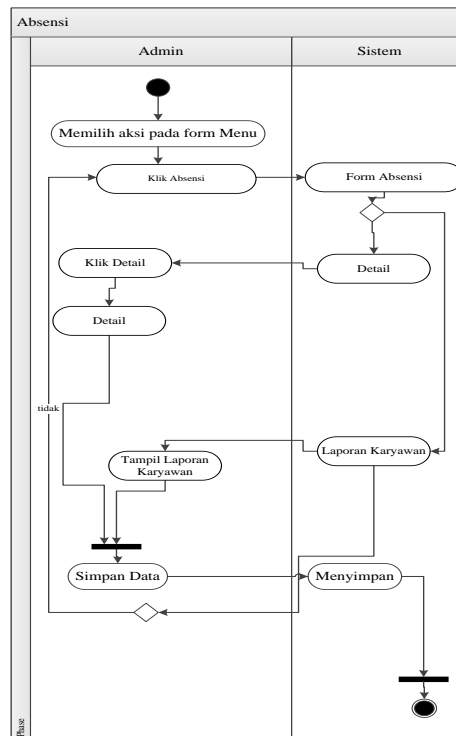 Absensi
Admin
Sistem
Memilih aksi pada form Menu
Klik Absensi
Form Absensi
Klik Detail
Detail
Detail
tidak
Tampil Laporan
Karyawan
Laporan Karyawan
Simpan Data
Menyimpan
Phase